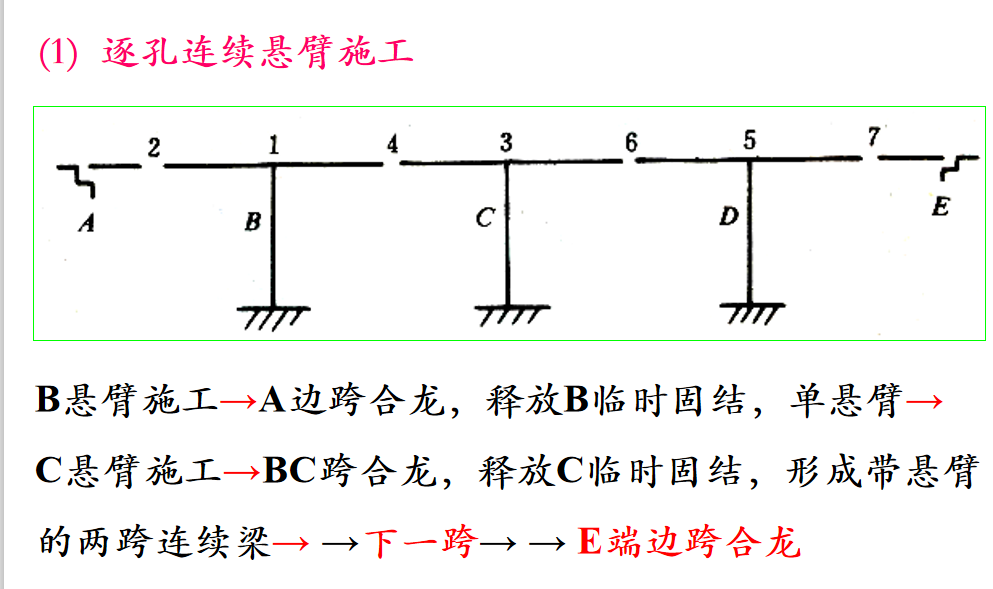 (1) 逐孔连续悬臂施工
2 1 4 3 6 5 7
A B C D E
B悬臂施工→A边跨合龙，释放B临时固结，单悬臂→
C悬臂施工→BC跨合龙，释放C临时固结，形成带悬臂
的两跨连续梁→ →下一跨→ → E端边跨合龙